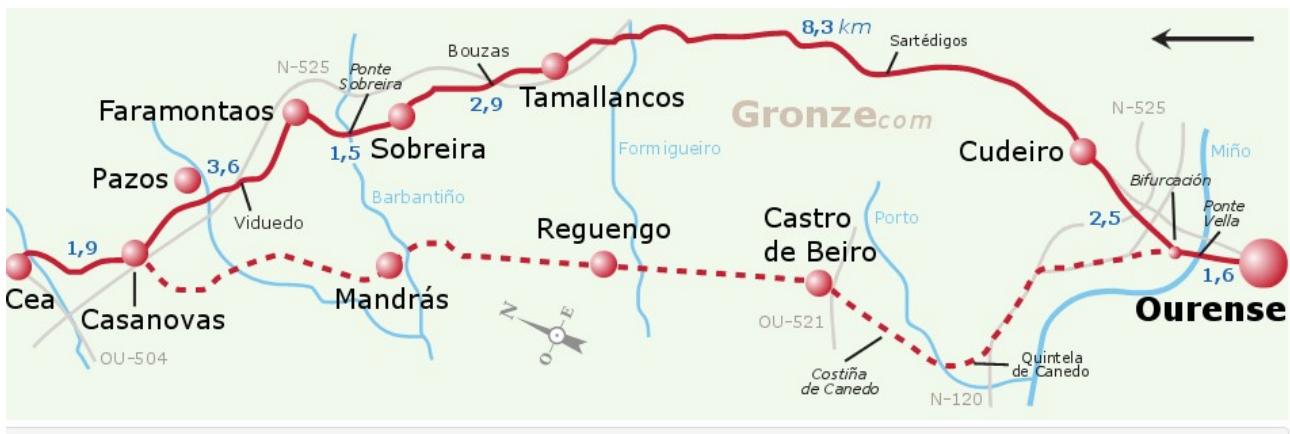 8,3 km
Sartédigos
Bouzas
N-525
Ponte
Sobreira
2,9
Tamallancos
Faramontaos
Gronze.com
N-525
1,5
Sobreira
Formigueiro
Cudeiro
Miño
Bifurcación
3,6
Pazos
Barbantiño
Ponte
Vella
Viduedo
Reguengo
Castro
de Beiro
Porto
2,5
1,9
1,6
Cea
Casanovas
Mandrás
Ourense
N
E
O
S
OU-521
OU-504
Costiña
de Canedo
Quintela
de Canedo
N-120